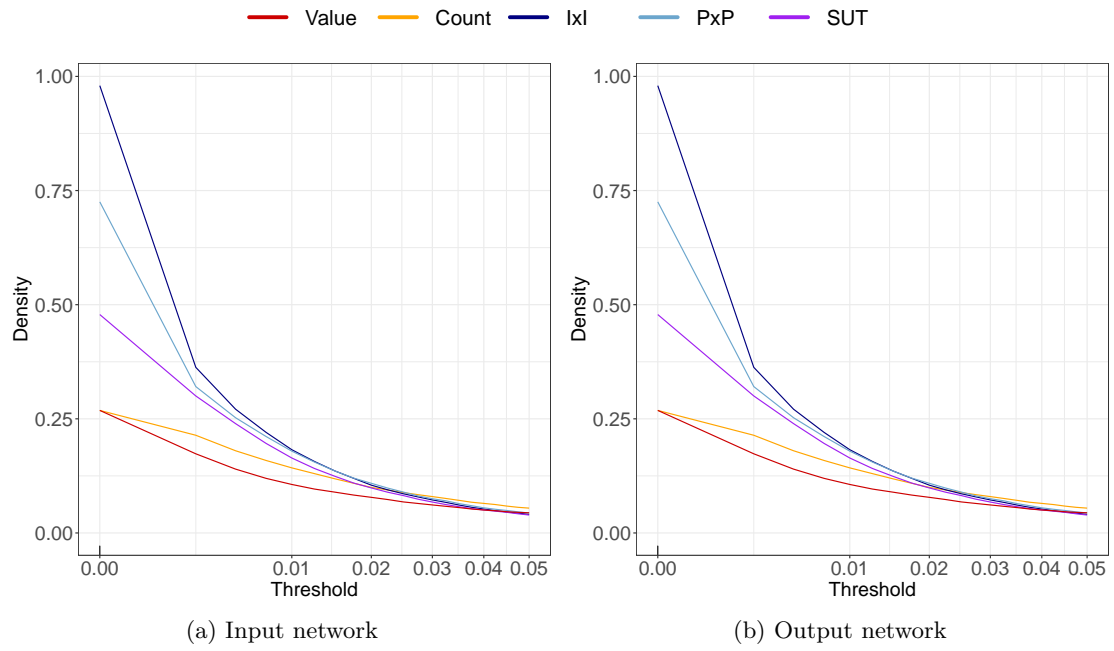 Value Count IxI PxP SUT
1.00
0.75
0.50
0.25
0.00
Density
0.00 0.01 0.02 0.03 0.04 0.05
Threshold
(a) Input network
1.00
0.75
0.50
0.25
0.00
Density
0.00 0.01 0.02 0.03 0.04 0.05
Threshold
(b) Output network